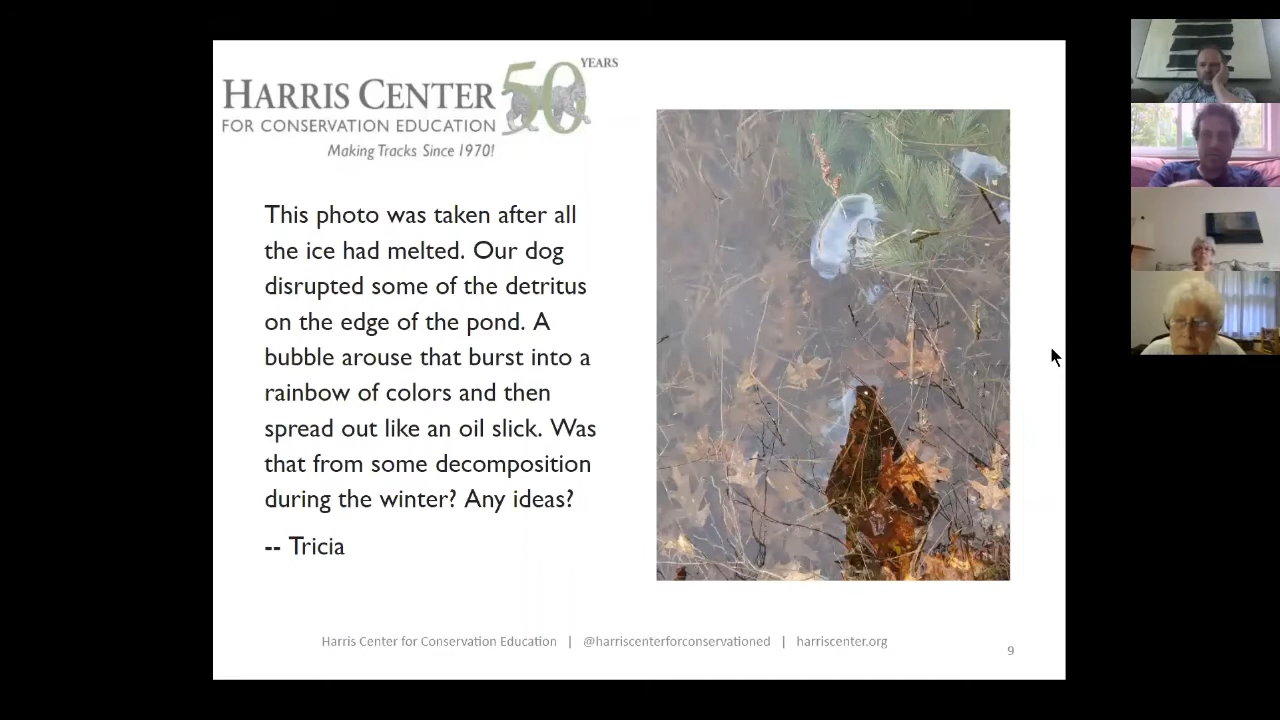 HARRIS CENTER 50 YEARS
FOR CONSERVATION EDUCATION
Making Tracks Since 1970!
This photo was taken after all
the ice had melted. Our dog
disrupted some of the detritus
on the edge of the pond. A
bubble arouse that burst into a
rainbow of colors and then
spread out like an oil slick. Was
that from some decomposition
during the winter? Any ideas?
-- Tricia
Harris Center for Conservation Education | @harriscenterforconservationed | harriscenter.org
9